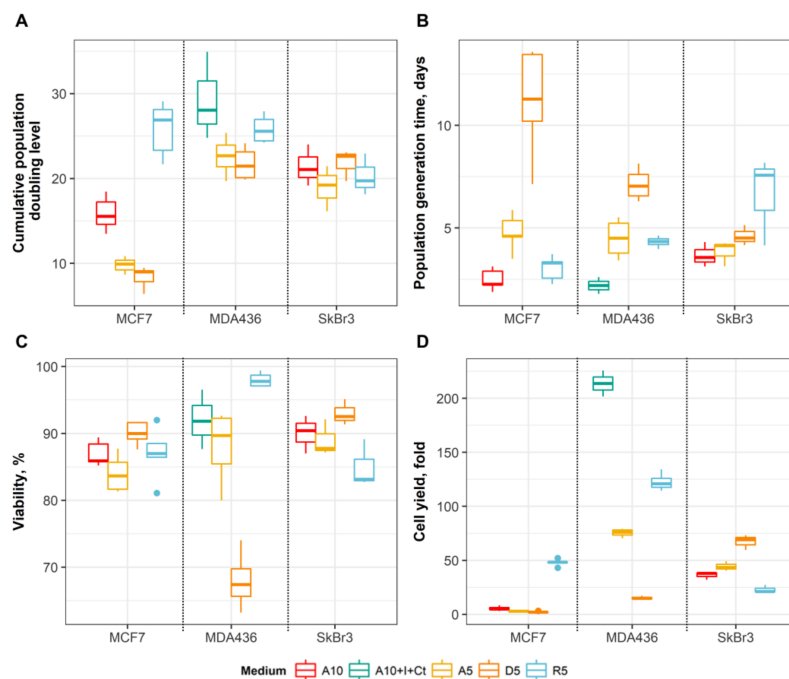 A
Cumulative population
doubling level
30
20
10
MCF7 MDA436 SkBr3
B
Population generation time, days
10
5
MCF7 MDA436 SkBr3
C
Viability, %
100
90
80
70
MCF7 MDA436 SkBr3
D
Cell yield, fold
200
150
100
50
0
MCF7 MDA436 SkBr3
Medium A10 A10+I+Ct A5 D5 R5